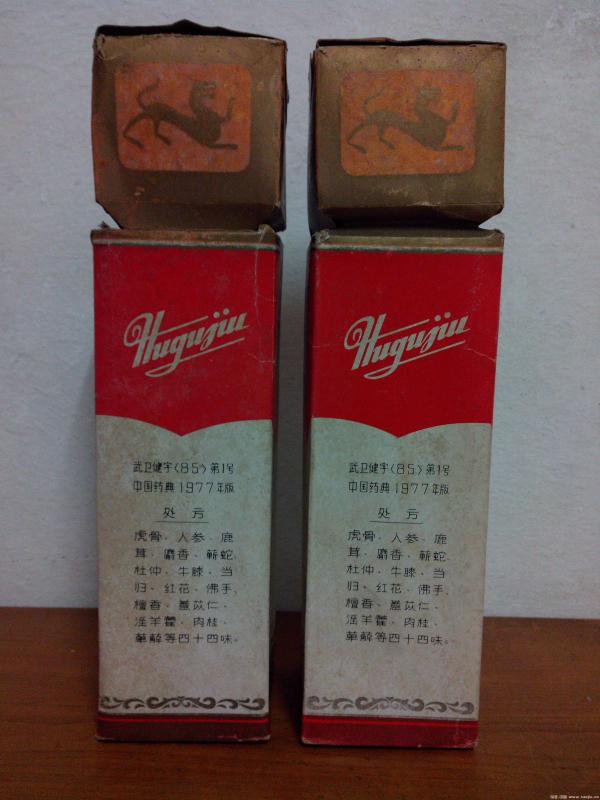 Hugujiu
武卫健字(85)第1号
中国药典1977年版
处方
虎骨、人参、鹿
茸、麝香、蕲蛇、
杜仲、牛膝、当
归、红花、佛手、
檀香、薏苡仁、
淫羊藿、肉桂、
萆薢等四十四味。
Hugujiu
武卫健字(85)第1号
中国药典1977年版
处方
虎骨、人参、鹿
茸、麝香、蕲蛇、
杜仲、牛膝、当
归、红花、佛手、
檀香、薏苡仁、
淫羊藿、肉桂、
萆薢等四十四味。